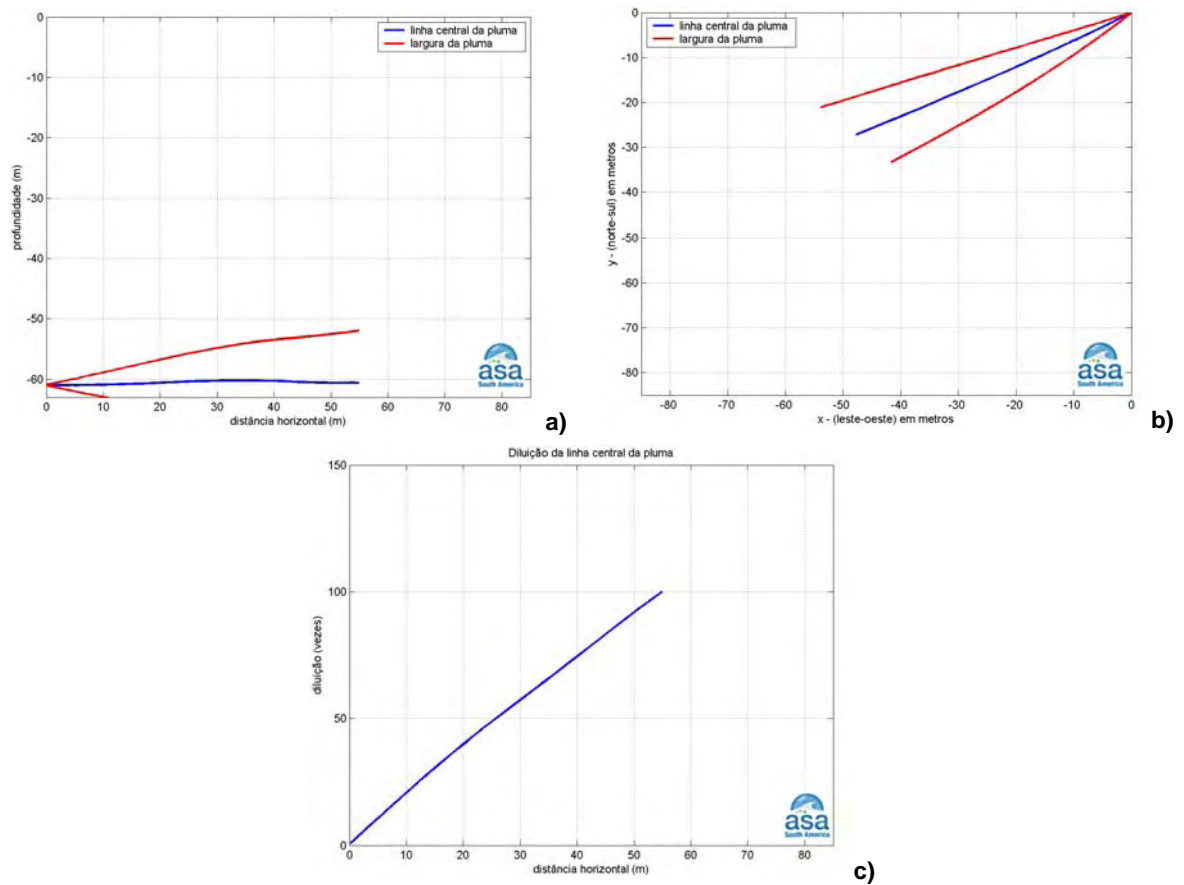 linha central da pluma
largura da pluma
0
-10
-20
-30
-40
-50
-60
profundidade (m)
0 10 20 30 40 50 60 70 80
distância horizontal (m)
asa
South America
a)
linha central da pluma
largura da pluma
0
-10
-20
-30
-40
-50
-60
-70
-80
y - (norte-sul) em metros
-80 -70 -60 -50 -40 -30 -20 -10 0
x - (leste-oeste) em metros
asa
South America
b)
Diluição da linha central da pluma
150
100
50
0
diluição (vezes)
0 10 20 30 40 50 60 70 80
distância horizontal (m)
asa
South America
c)